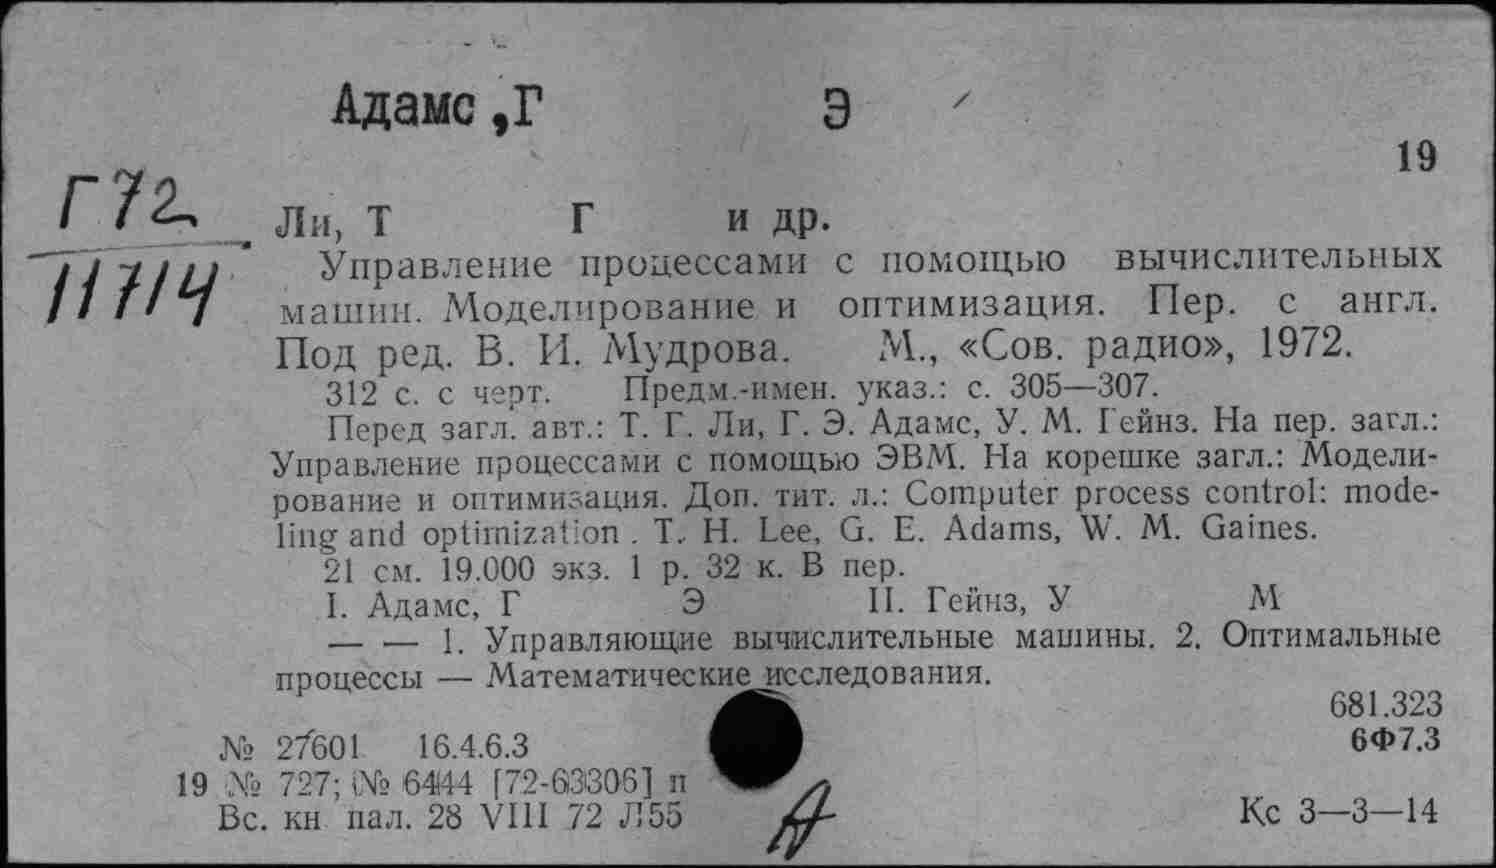 Адамс ,Г Э
19
Г72
11714
Ли, Т Г и др.
Управление процессами с помощью вычислительных
машин. Моделирование и оптимизация. Пер. с англ.
Под ред. В. И. Мудрова. М., «Сов. радио», 1972.
312 с. с черт. Предм.-имен. указ.: с. 305—307.
Перед загл. авт.: Т. Г. Ли, Г. Э. Адамс, У. М. Гейнз. На пер. загл.:
Управление процессами с помощью ЭВМ. На корешке загл.: Модели-
рование и оптимизация. Доп. тит. л.: Computer process control: mode-
ling and optimization . T. H. Lee, G. E. Adams, W. M. Gaines.
21 см. 19.000 экз. 1 р. 32 к. В пер.
I. Адамс, Г Э II. Гейнз, У М
— — 1. Управляющие вычислительные машины. 2. Оптимальные
процессы — Математические исследования.
681.323
№ 27601 16.4.6.3 6Ф7.3
19 № 727; № 6444 [72-63306] п
Вс. кн пал. 28 VIII 72 Л55 Кс 3—3—14